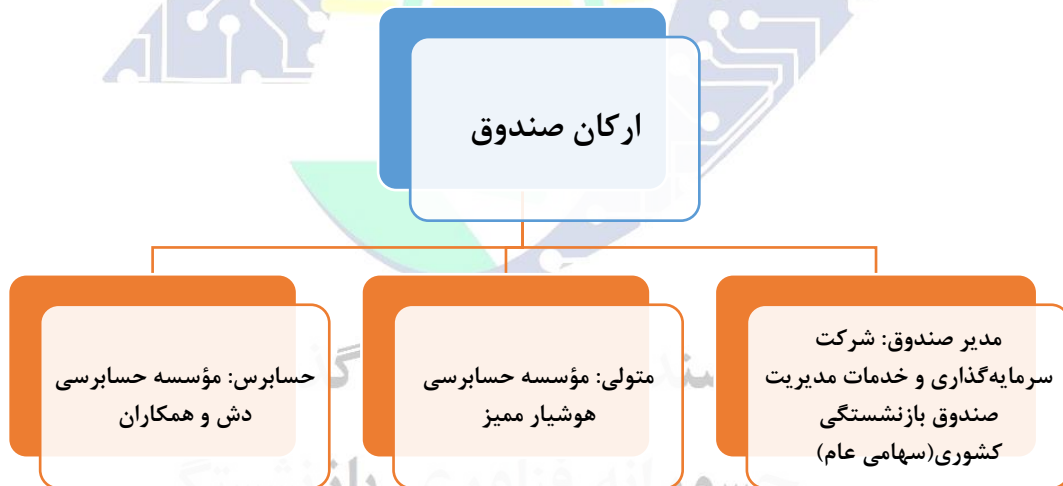 ارکان صندوق
مدیر صندوق: شرکت
سرمایه‌گذاری و خدمات مدیریت
صندوق بازنشستگی
کشوری(سهامی عام)
متولی: مؤسسه حسابرسی
هوشیار ممیز
حسابرس: مؤسسه حسابرسی
دش و همکاران